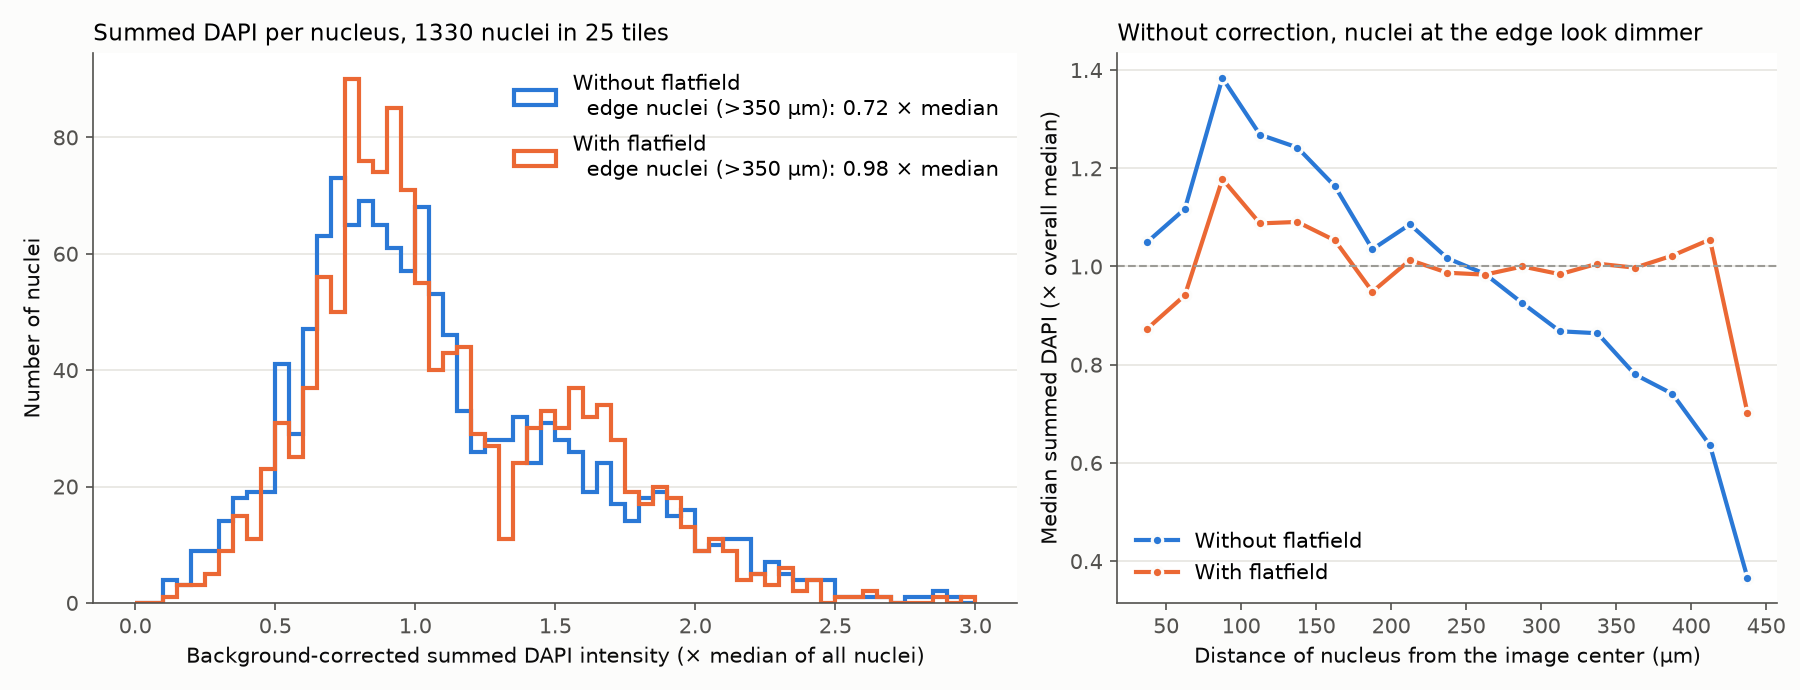 Summed DAPI per nucleus, 1330 nuclei in 25 tiles
Without flatfield
edge nuclei (>350 µm): 0.72 × median
With flatfield
edge nuclei (>350 µm): 0.98 × median
Number of nuclei
80
60
40
20
0
0.0 0.5 1.0 1.5 2.0 2.5 3.0
Background-corrected summed DAPI intensity (× median of all nuclei)
Without correction, nuclei at the edge look dimmer
Median summed DAPI (× overall median)
1.4
1.2
1.0
0.8
0.6
0.4
Without flatfield
With flatfield
50 100 150 200 250 300 350 400 450
Distance of nucleus from the image center (µm)